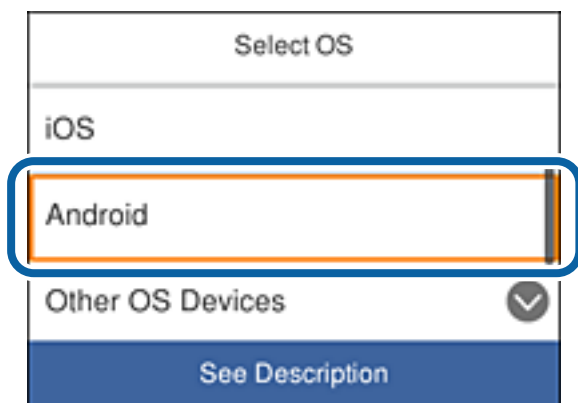 Select OS
iOS
Android
Other OS Devices
See Description